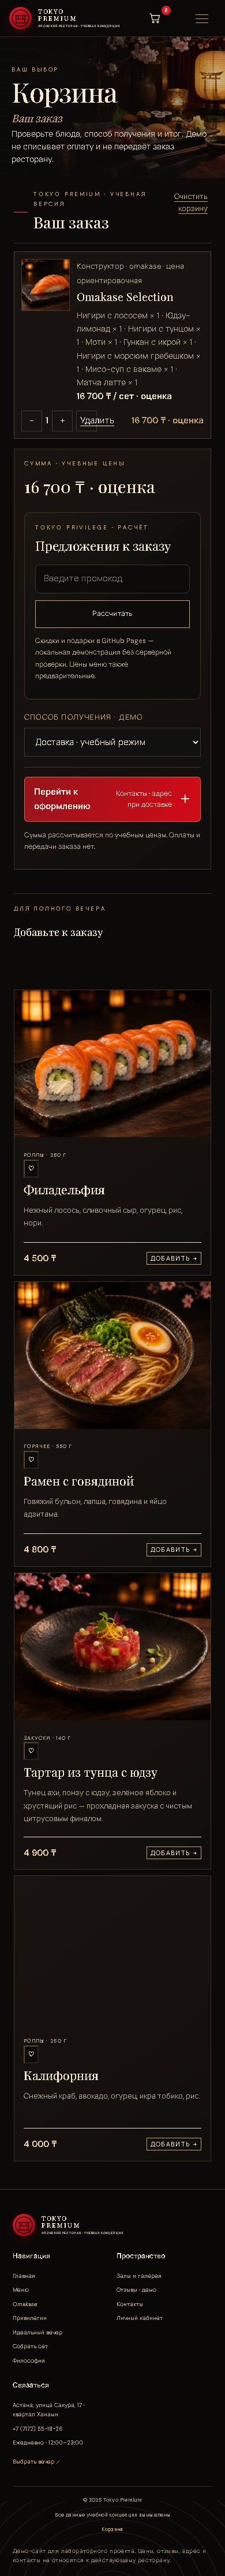 TOKYO
PREMIUM
ЯПОНСКИЙ РЕСТОРАН · УЧЕБНАЯ КОНЦЕПЦИЯ
ВАШ ВЫБОР
Корзина
Ваш заказ
Проверьте блюда, способ получения и итог. Демо
не списывает оплату и не передаёт заказ
ресторану.
TOKYO PREMIUM · УЧЕБНАЯ
ВЕРСИЯ
Ваш заказ
Очистить
корзину
Конструктор · omakase · цена
ориентировочная
Omakase Selection
Нигири с лососем × 1 · Юдзу-
лимонад × 1 · Нигири с тунцом ×
1 · Моти × 1 · Гункан с икрой × 1 ·
Нигири с морским гребешком ×
1 · Мисо-суп с вакаме × 1 ·
Матча латте × 1
16 700 ₸ / сет · оценка
− 1 + Удалить 16 700 ₸ · оценка
СУММА · УЧЕБНЫЕ ЦЕНЫ
16 700 ₸ · оценка
TOKYO PRIVILEGE · РАСЧЁТ
Предложения к заказу
Введите промокод
Рассчитать
Скидки и подарки в GitHub Pages —
локальная демонстрация без серверной
проверки. Цены меню также
предварительные.
СПОСОБ ПОЛУЧЕНИЯ · ДЕМО
Доставка · учебный режим
Перейти к
оформлению
Контакты · адрес
при доставке
+
Сумма рассчитывается по учебным ценам. Оплаты и
передачи заказа нет.
ДЛЯ ПОЛНОГО ВЕЧЕРА
Добавьте к заказу
РОЛЛЫ · 280 Г
Филадельфия
Нежный лосось, сливочный сыр, огурец, рис,
нори.
4 500 ₸ ДОБАВИТЬ +
ГОРЯЧЕЕ · 550 Г
Рамен с говядиной
Говяжий бульон, лапша, говядина и яйцо
адзитама.
4 800 ₸ ДОБАВИТЬ +
ЗАКУСКИ · 140 Г
Тартар из тунца с юдзу
Тунец ахи, понзу с юдзу, зелёное яблоко и
хрустящий рис — прохладная закуска с чистым
цитрусовым финалом.
4 900 ₸ ДОБАВИТЬ +
РОЛЛЫ · 250 Г
Калифорния
Снежный краб, авокадо, огурец, икра тобико, рис.
4 000 ₸ ДОБАВИТЬ +
TOKYO
PREMIUM
ЯПОНСКИЙ РЕСТОРАН · УЧЕБНАЯ КОНЦЕПЦИЯ
Навигация
Главная
Меню
Omakase
Привилегии
Идеальный вечер
Собрать сет
Философия
Пространство
Залы и галерея
Отзывы · демо
Контакты
Личный кабинет
Связаться
Астана, улица Сакура, 17 ·
квартал Ханами
+7 (7172) 55-18-26
Ежедневно · 12:00–23:00
Выбрать вечер ↗
© 2026 Tokyo Premium
Все данные учебной концепции вымышлены
Корзина
Демо-сайт для лабораторного проекта. Цены, отзывы, адрес и
контакты не относятся к действующему ресторану.